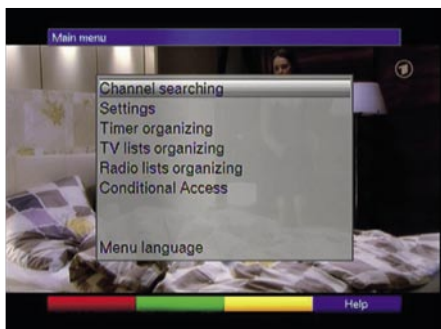 Main menu
Channel searching
Settings
Timer organizing
TV lists organizing
Radio lists organizing
Conditional Access
Menu language
Help